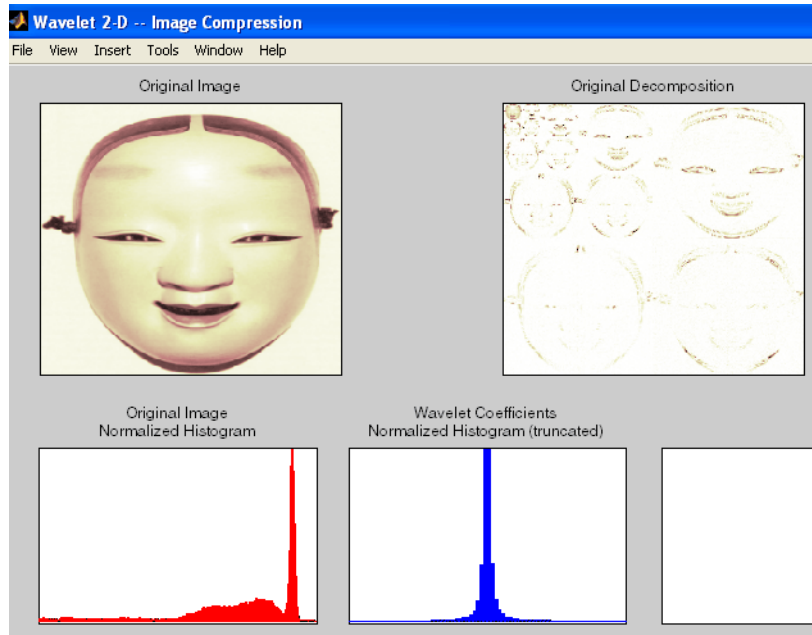 Wavelet 2-D -- Image Compression
File View Insert Tools Window Help
Original Image
Original Decomposition
Original Image
Normalized Histogram
Wavelet Coefficients
Normalized Histogram (truncated)